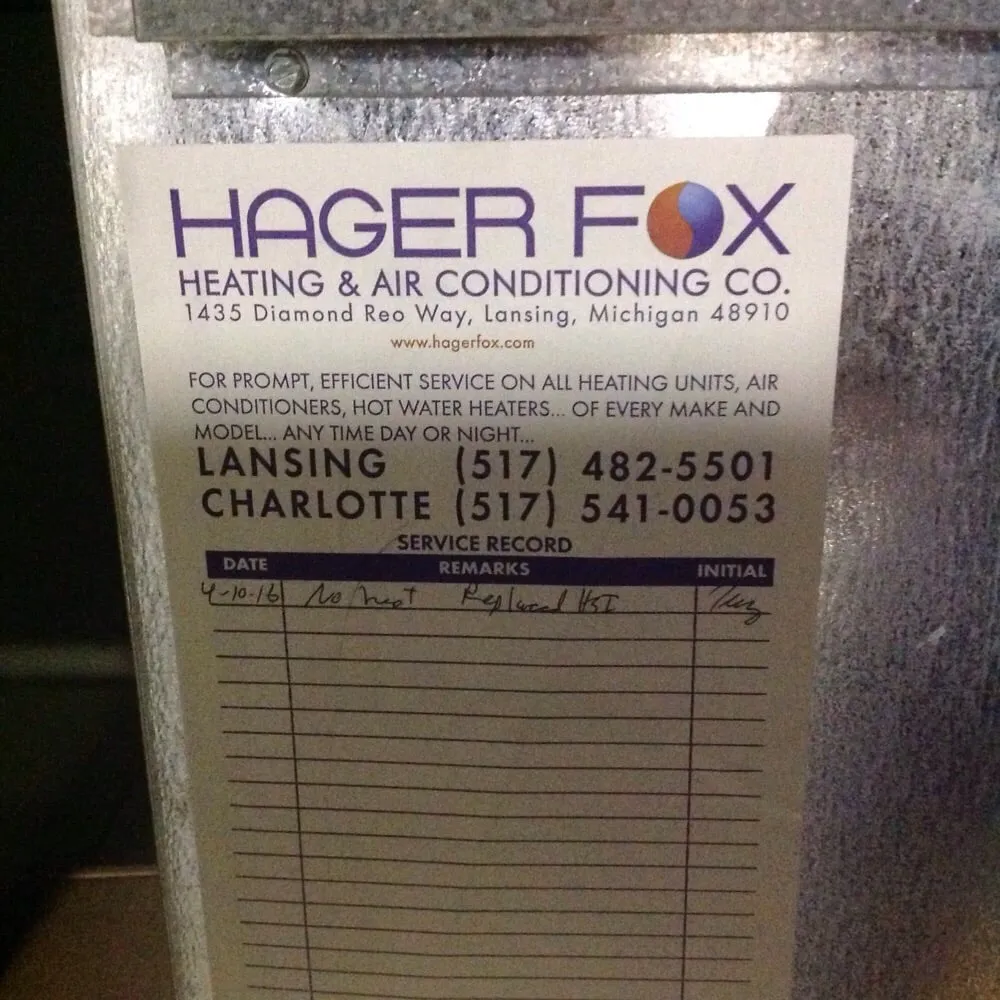 HAGER FOX
HEATING & AIR CONDITIONING CO.
1435 Diamond Reo Way, Lansing, Michigan 48910
www.hagerfox.com
FOR PROMPT, EFFICIENT SERVICE ON ALL HEATING UNITS, AIR
CONDITIONERS, HOT WATER HEATERS... OF EVERY MAKE AND
MODEL... ANY TIME DAY OR NIGHT...
LANSING (517) 482-5501
CHARLOTTE (517) 541-0053
SERVICE RECORD
DATE REMARKS INITIAL
4-10-16 No heat Replaced HSI